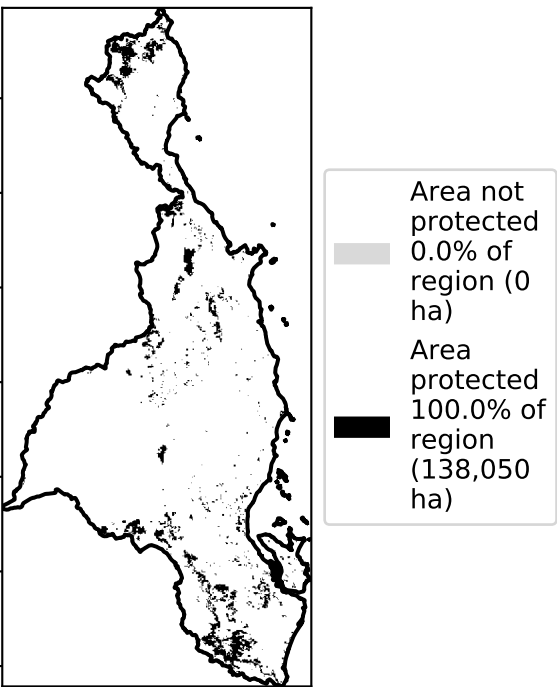 Area not
protected
0.0% of
region (0
ha)
Area
protected
100.0% of
region
(138,050
ha)